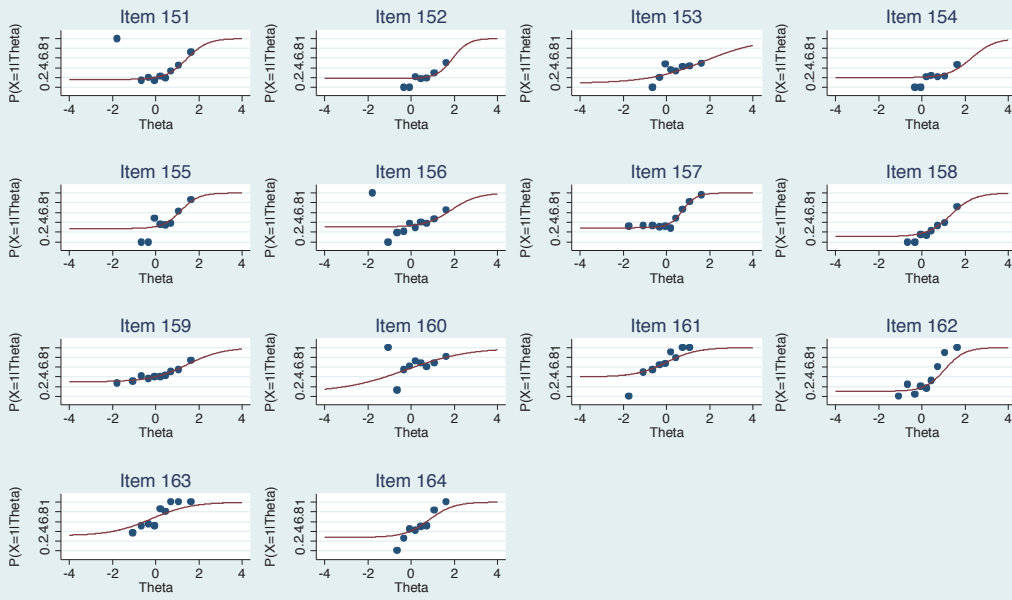 Item 151
P(X=1|Theta)
0.2.4.6.81
-4 -2 0 2 4
Theta
Item 152
P(X=1|Theta)
0.2.4.6.81
-4 -2 0 2 4
Theta
Item 153
P(X=1|Theta)
0.2.4.6.81
-4 -2 0 2 4
Theta
Item 154
P(X=1|Theta)
0.2.4.6.81
-4 -2 0 2 4
Theta
Item 155
P(X=1|Theta)
0.2.4.6.81
-4 -2 0 2 4
Theta
Item 156
P(X=1|Theta)
0.2.4.6.81
-4 -2 0 2 4
Theta
Item 157
P(X=1|Theta)
0.2.4.6.81
-4 -2 0 2 4
Theta
Item 158
P(X=1|Theta)
0.2.4.6.81
-4 -2 0 2 4
Theta
Item 159
P(X=1|Theta)
0.2.4.6.81
-4 -2 0 2 4
Theta
Item 160
P(X=1|Theta)
0.2.4.6.81
-4 -2 0 2 4
Theta
Item 161
P(X=1|Theta)
0.2.4.6.81
-4 -2 0 2 4
Theta
Item 162
P(X=1|Theta)
0.2.4.6.81
-4 -2 0 2 4
Theta
Item 163
P(X=1|Theta)
0.2.4.6.81
-4 -2 0 2 4
Theta
Item 164
P(X=1|Theta)
0.2.4.6.81
-4 -2 0 2 4
Theta